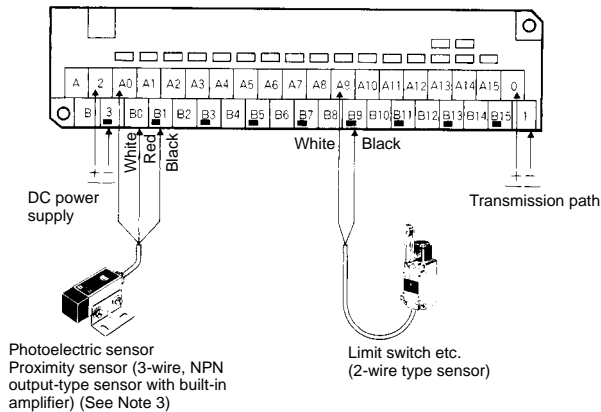 A 2 A0 A1 A2 A3 A4 A5 A6 A7 A8 A9 A10 A11 A12 A13 A14 A15 0
B 3 B0 B1 B2 B3 B4 B5 B6 B7 B8 B9 B10 B11 B12 B13 B14 B15 1
White
Red
Black
White
Black
DC power
supply
Transmission path
Photoelectric sensor
Proximity sensor (3-wire, NPN
output-type sensor with built-in
amplifier) (See Note 3)
Limit switch etc.
(2-wire type sensor)